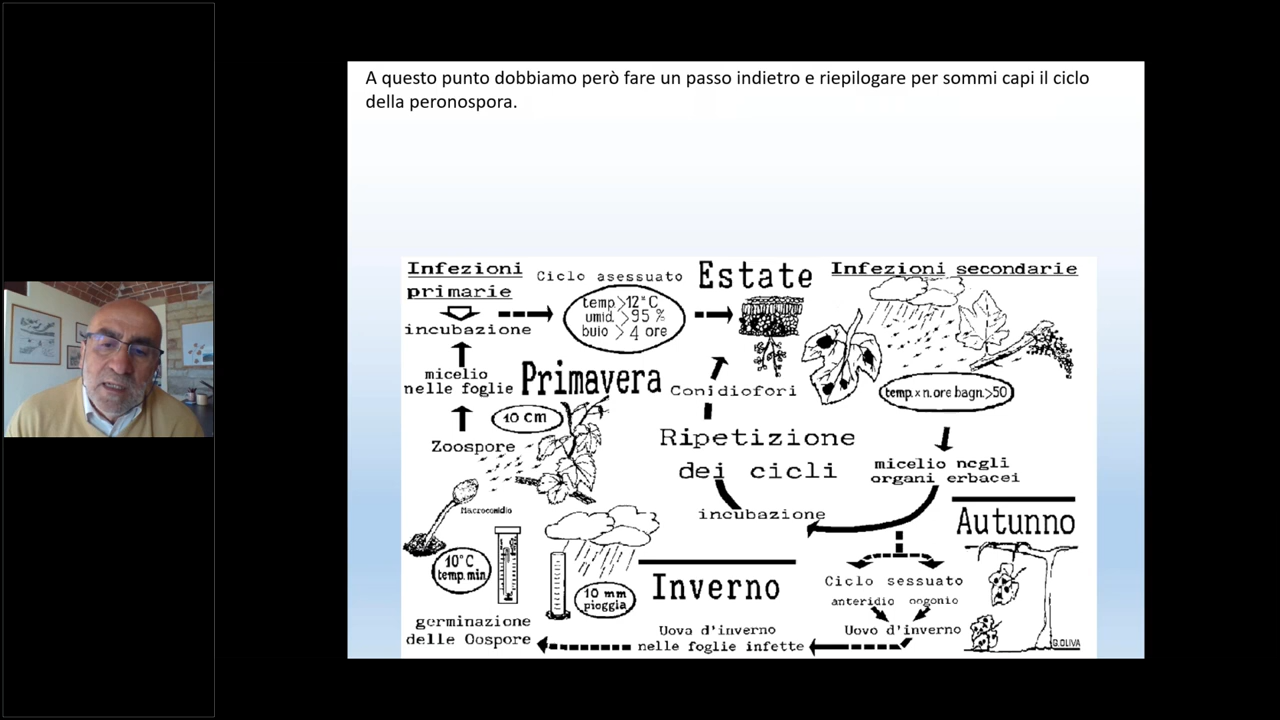 A questo punto dobbiamo però fare un passo indietro e riepilogare per sommi capi il ciclo
della peronospora.
Infezioni
primarie
Ciclo asessuato
Estate
Infezioni secondarie
temp.>12°C
umid.>95 %
buio > 4 ore
incubazione
micelio
nelle foglie
Primavera
Conidiofori
temp.x n.ore bagn.>50
10 cm
Zoospore
Ripetizione
dei cicli
micelio negli
organi erbacei
Macroconidio
incubazione
Autunno
10°C
temp.min.
10 mm
pioggia
Inverno
Ciclo sessuato
anteridio oogonio
germinazione
delle Oospore
Uova d'inverno
nelle foglie infette
Uovo d'inverno
G.OLIVA